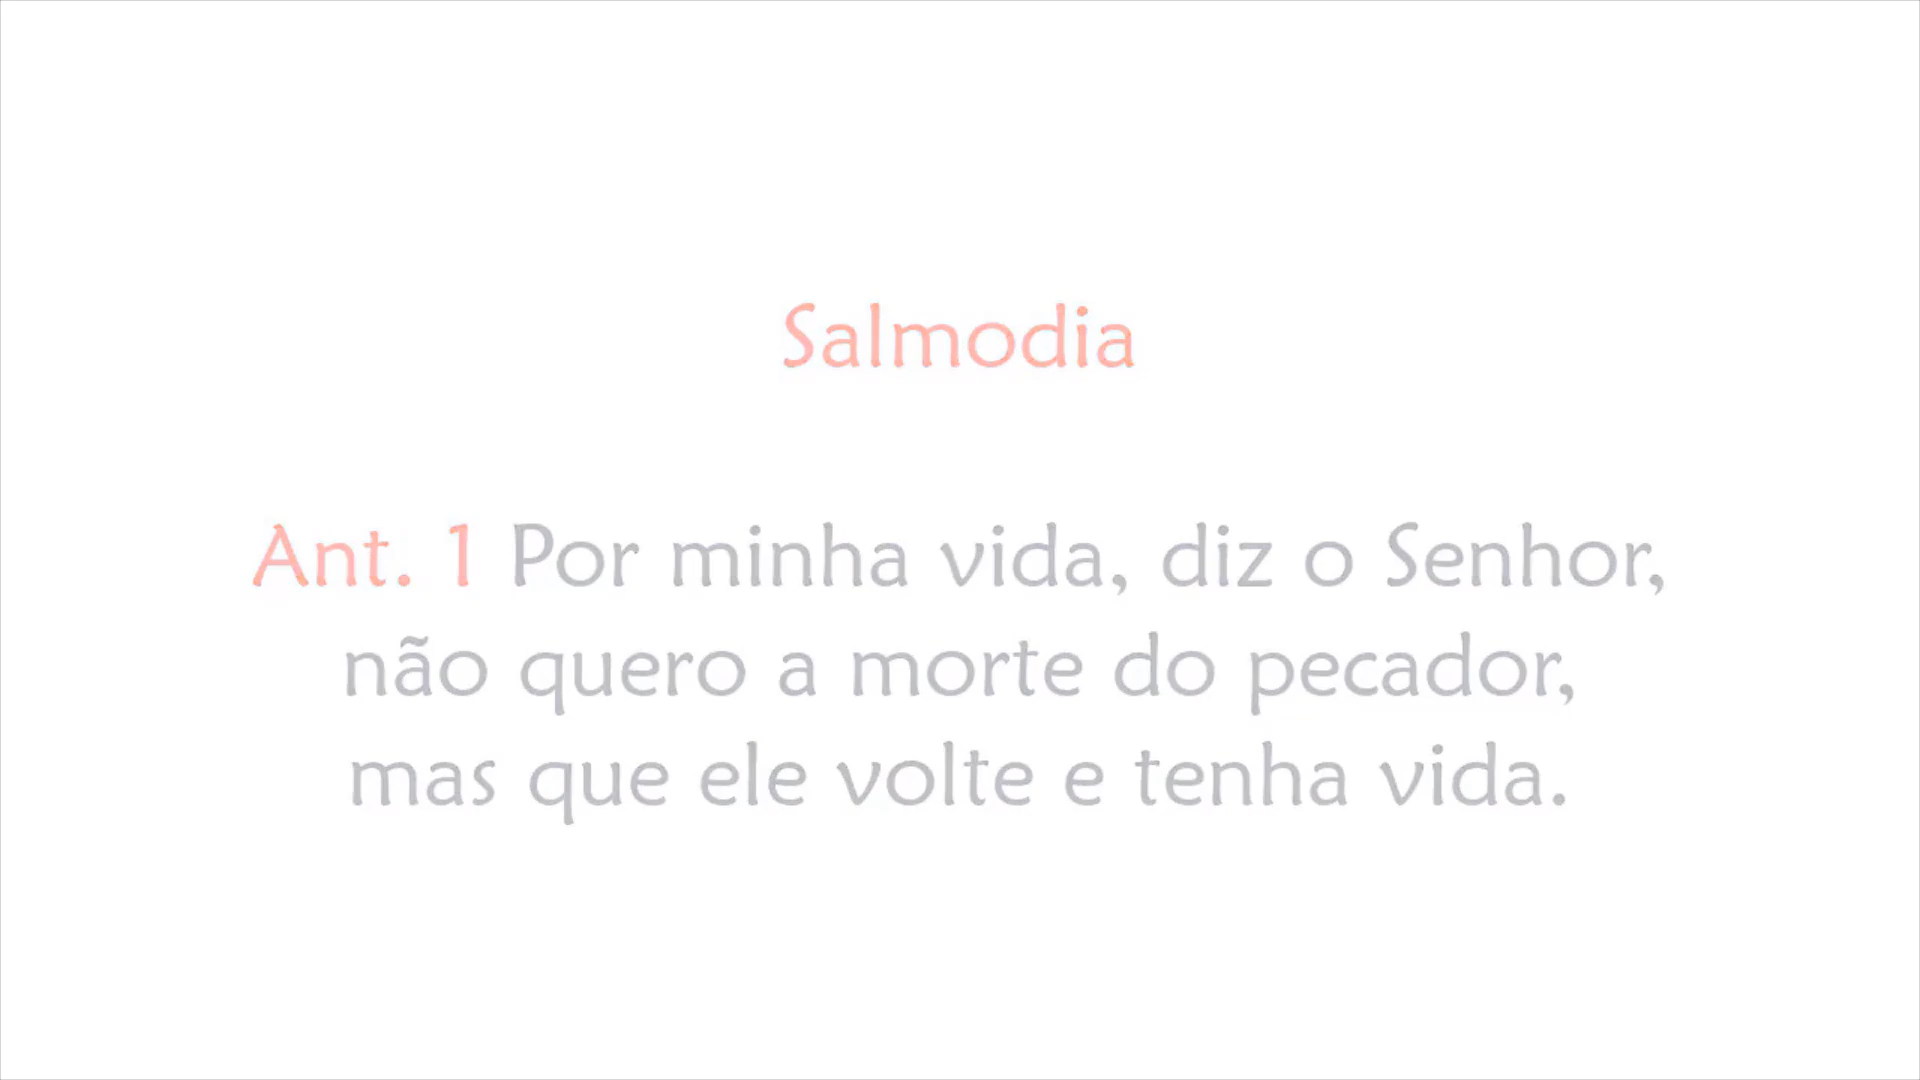 Salmodia
Ant. 1 Por minha vida, diz o Senhor,
não quero a morte do pecador,
mas que ele volte e tenha vida.